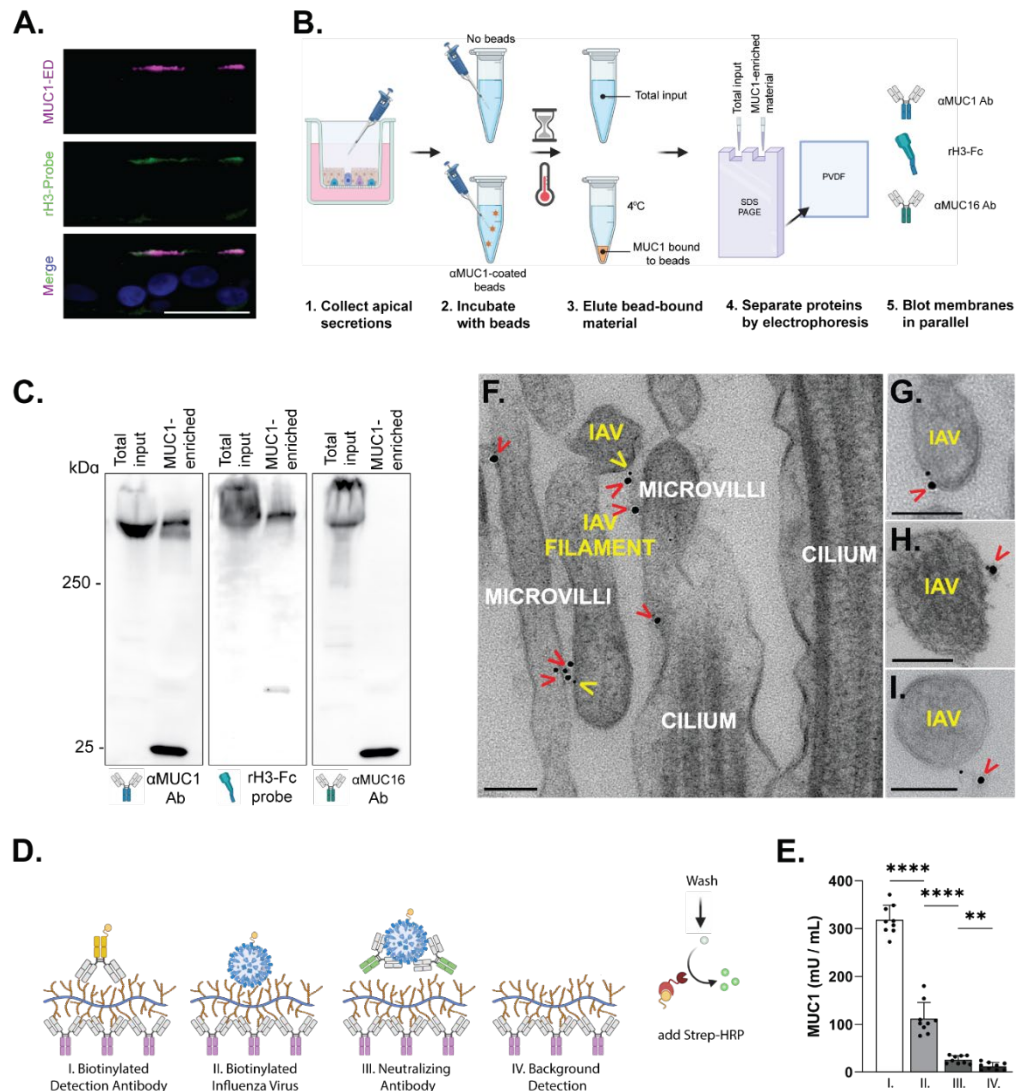 A.
MUC1-ED
rH3-Probe
Merge
B.
No beads
αMUC1-coated
beads
Total input
4ºC
MUC1 bound
to beads
Total input
MUC1-enriched
material
SDS
PAGE
PVDF
αMUC1 Ab
rH3-Fc
αMUC16 Ab
1. Collect apical
secretions
2. Incubate
with beads
3. Elute bead-bound
material
4. Separate proteins
by electrophoresis
5. Blot membranes
in parallel
C.
kDa
Total
input
MUC1-
enriched
Total
input
MUC1-
enriched
Total
input
MUC1-
enriched
250 -
25 -
αMUC1
Ab
rH3-Fc
probe
αMUC16
Ab
F.
IAV
MICROVILLI
IAV
FILAMENT
MICROVILLI
CILIUM
CILIUM
G.
IAV
H.
IAV
I.
IAV
D.
I. Biotinylated
Detection Antibody
II. Biotinylated
Influenza Virus
III. Neutralizing
Antibody
IV. Background
Detection
Wash
add Strep-HRP
E.
MUC1 (mU / mL)
400
300
200
100
0
****
****
**
I.
II.
III.
IV.